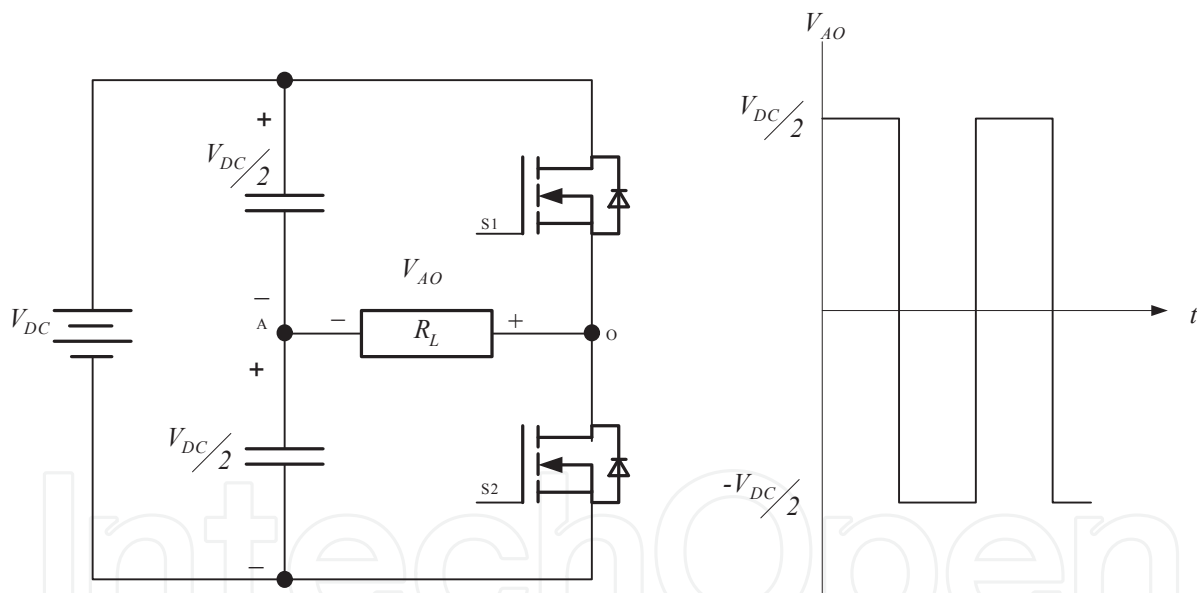 V_AO
V_DC/2
+
V_DC/2
S1
V_AO
V_DC
−
A
−
R_L
+
O
t
+
V_DC/2
S2
-V_DC/2
−
IntechOpen